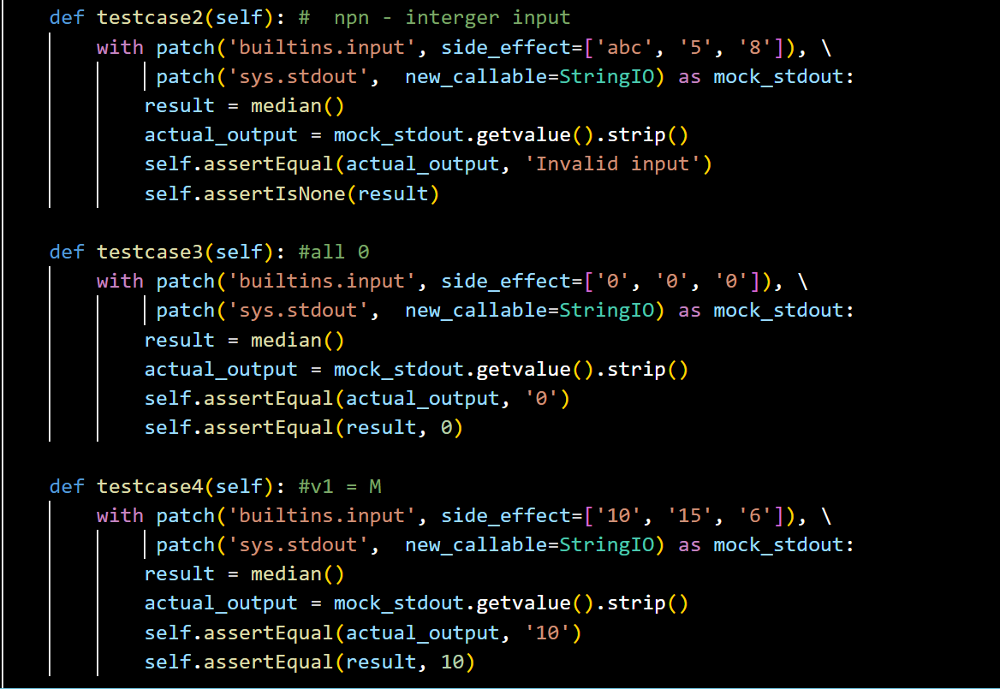 def testcase2(self): #  npn - interger input
    with patch('builtins.input', side_effect=['abc', '5', '8']), \
         patch('sys.stdout',  new_callable=StringIO) as mock_stdout:
        result = median()
        actual_output = mock_stdout.getvalue().strip()
        self.assertEqual(actual_output, 'Invalid input')
        self.assertIsNone(result)

def testcase3(self): #all 0
    with patch('builtins.input', side_effect=['0', '0', '0']), \
         patch('sys.stdout',  new_callable=StringIO) as mock_stdout:
        result = median()
        actual_output = mock_stdout.getvalue().strip()
        self.assertEqual(actual_output, '0')
        self.assertEqual(result, 0)

def testcase4(self): #v1 = M
    with patch('builtins.input', side_effect=['10', '15', '6']), \
         patch('sys.stdout',  new_callable=StringIO) as mock_stdout:
        result = median()
        actual_output = mock_stdout.getvalue().strip()
        self.assertEqual(actual_output, '10')
        self.assertEqual(result, 10)